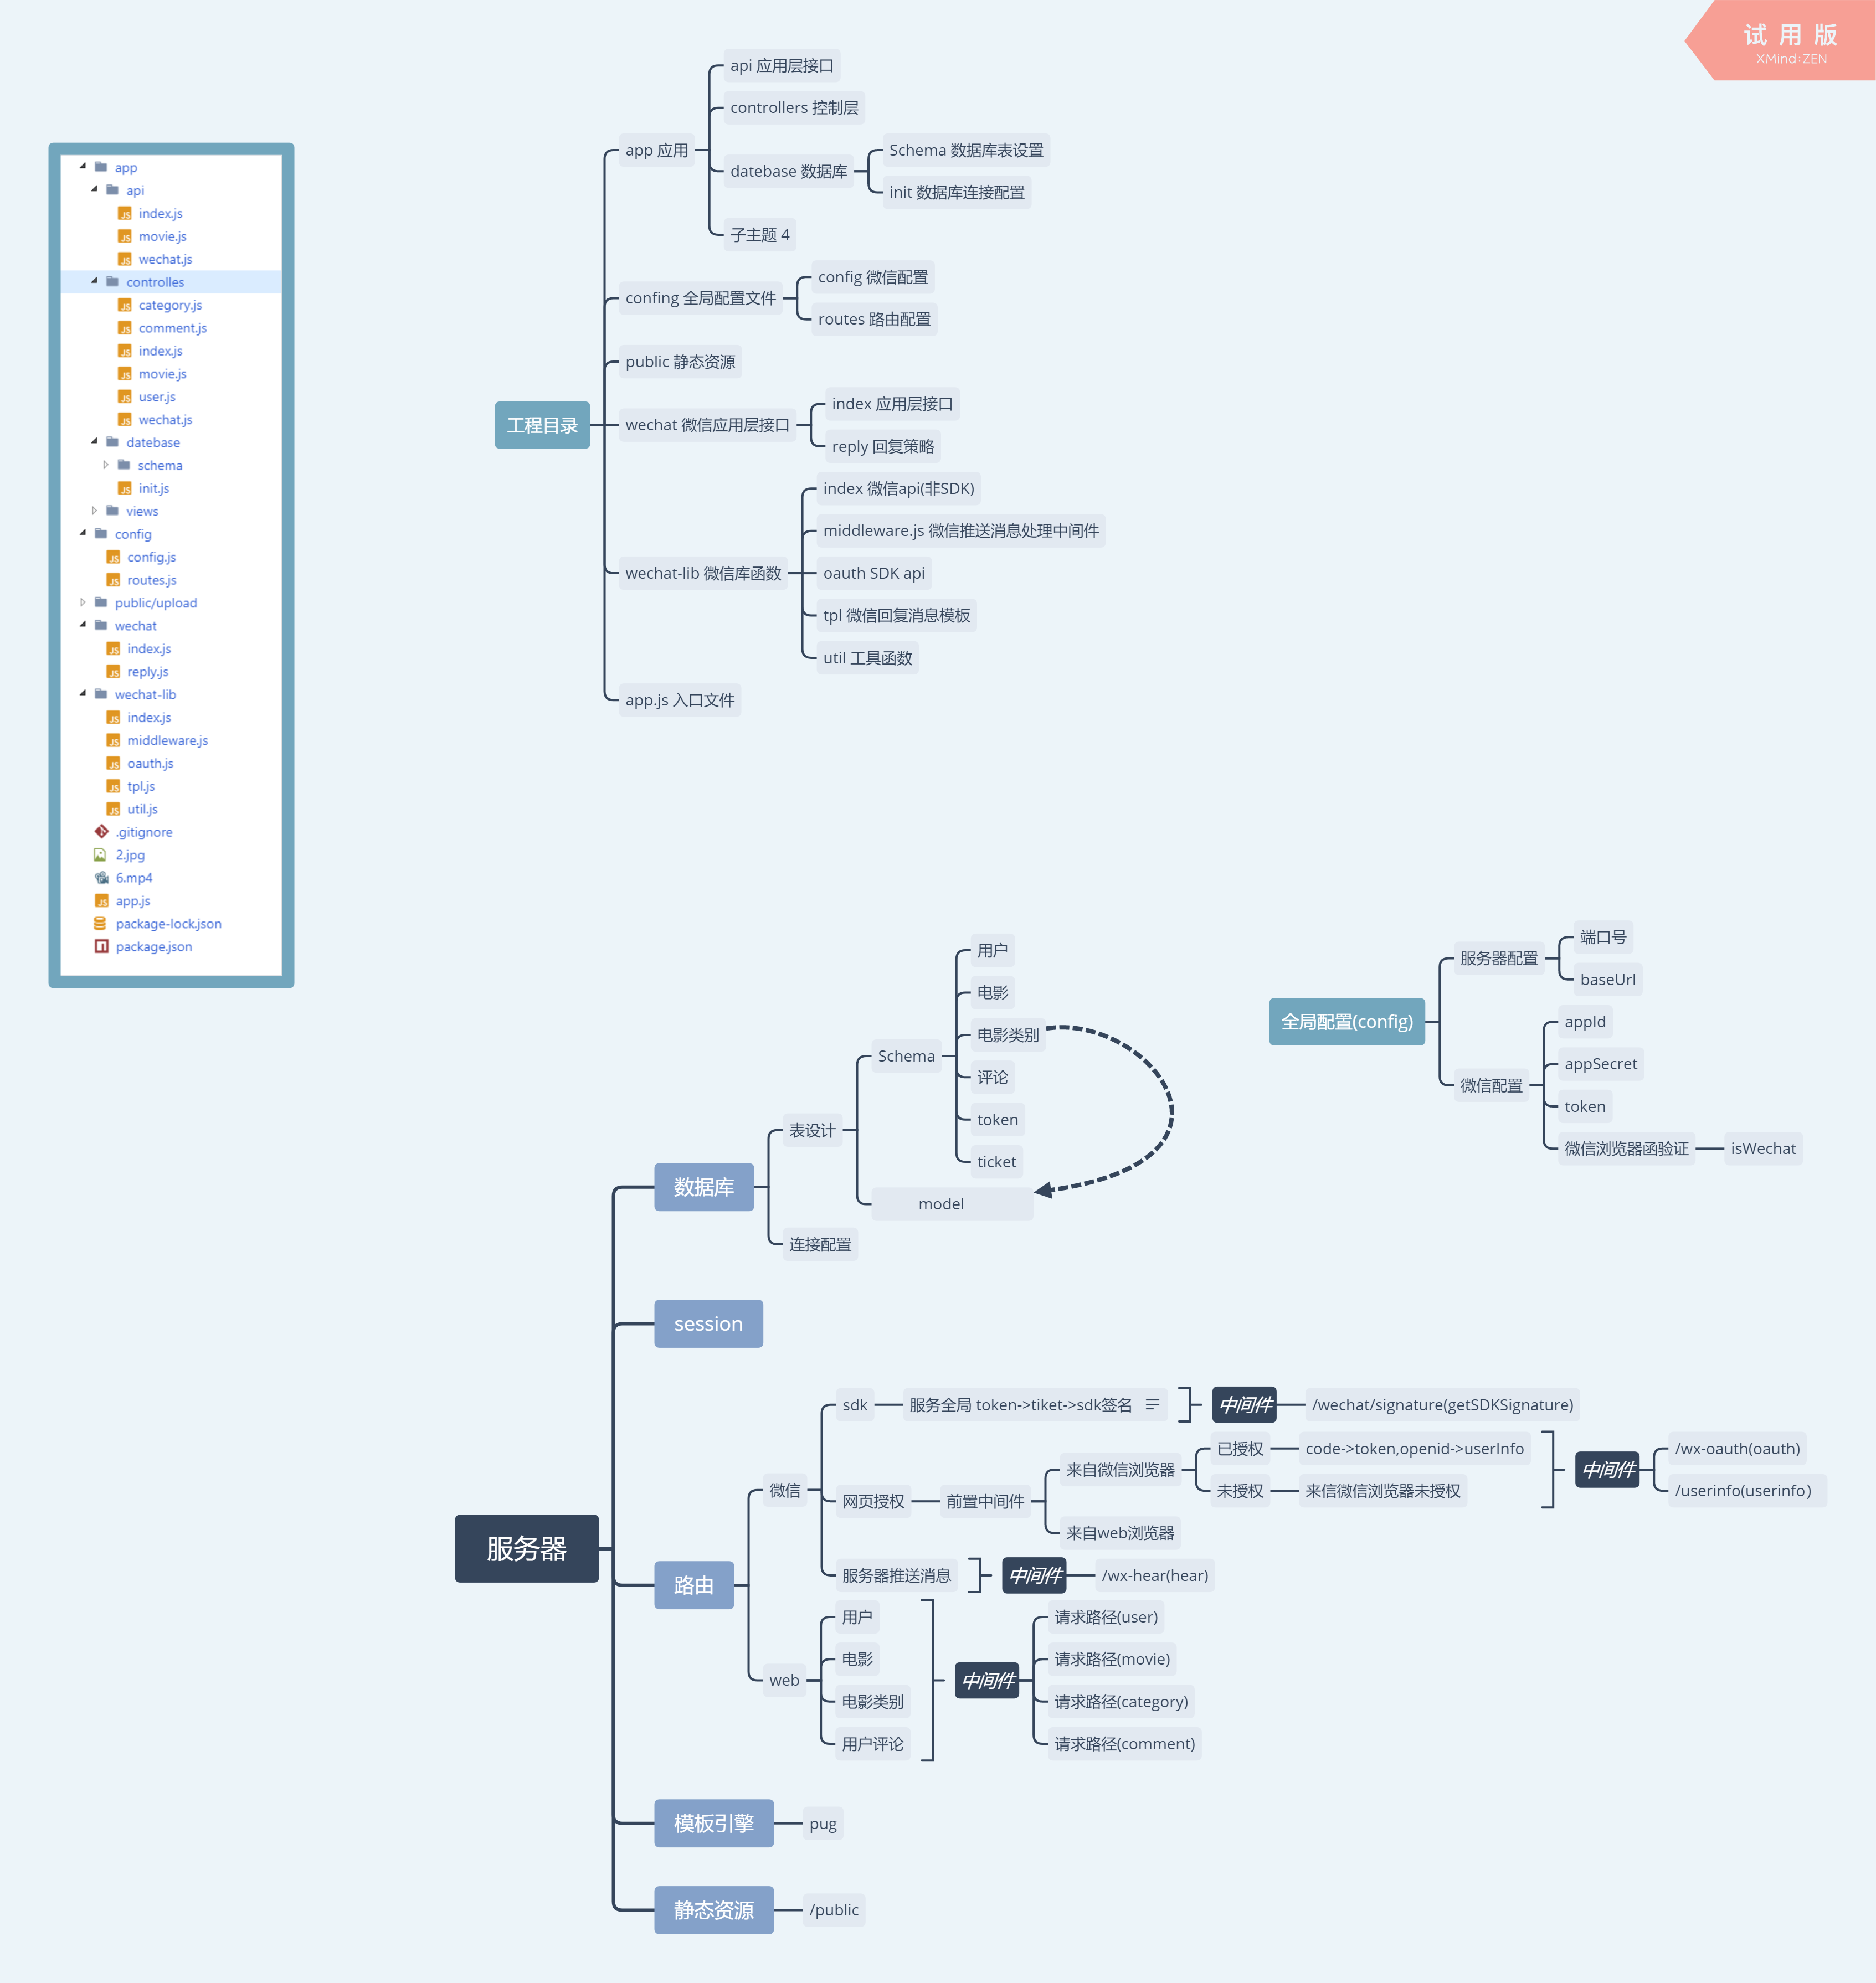 试 用 版
XMind:ZEN
app
api
index.js
movie.js
wechat.js
controlles
category.js
comment.js
index.js
movie.js
user.js
wechat.js
datebase
schema
init.js
views
config
config.js
routes.js
public/upload
wechat
index.js
reply.js
wechat-lib
index.js
middleware.js
oauth.js
tpl.js
util.js
.gitignore
2.jpg
6.mp4
app.js
package-lock.json
package.json
工程目录
app 应用
api 应用层接口
controllers 控制层
datebase 数据库
Schema 数据库表设置
init 数据库连接配置
子主题 4
confing 全局配置文件
config 微信配置
routes 路由配置
public 静态资源
wechat 微信应用层接口
index 应用层接口
reply 回复策略
wechat-lib 微信库函数
index 微信api(非SDK)
middleware.js 微信推送消息处理中间件
oauth SDK api
tpl 微信回复消息模板
util 工具函数
app.js 入口文件
全局配置(config)
服务器配置
端口号
baseUrl
微信配置
appId
appSecret
token
微信浏览器函验证
isWechat
服务器
数据库
表设计
Schema
用户
电影
电影类别
评论
token
ticket
model
连接配置
session
路由
微信
sdk
服务全局 token->tiket->sdk签名
中间件
/wechat/signature(getSDKSignature)
网页授权
前置中间件
来自微信浏览器
已授权
code->token,openid->userInfo
未授权
来信微信浏览器未授权
来自web浏览器
中间件
/wx-oauth(oauth)
/userinfo(userinfo）
服务器推送消息
中间件
/wx-hear(hear)
web
用户
电影
电影类别
用户评论
中间件
请求路径(user)
请求路径(movie)
请求路径(category)
请求路径(comment)
模板引擎
pug
静态资源
/public